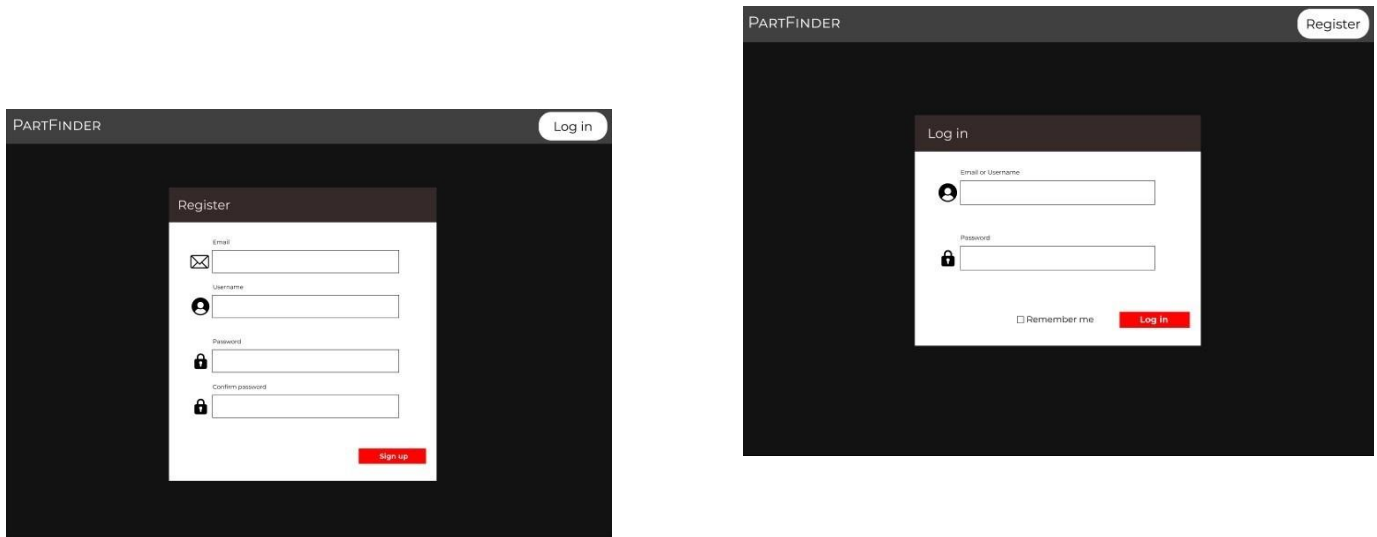 PARTFINDER
Log in
Register
Email
Username
Password
Confirm password
Sign up
PARTFINDER
Register
Log in
Email or Username
Password
Remember me
Log in